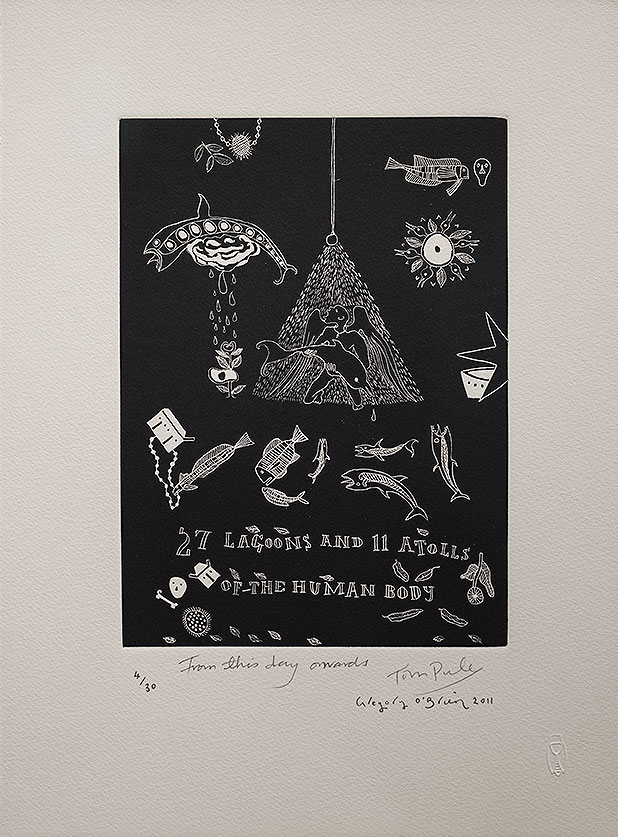 27 LAGOONS AND 11 ATOLLS
OF THE HUMAN BODY
4/30
From this day onwards
Tom Pule
Gregory O'Brien 2011